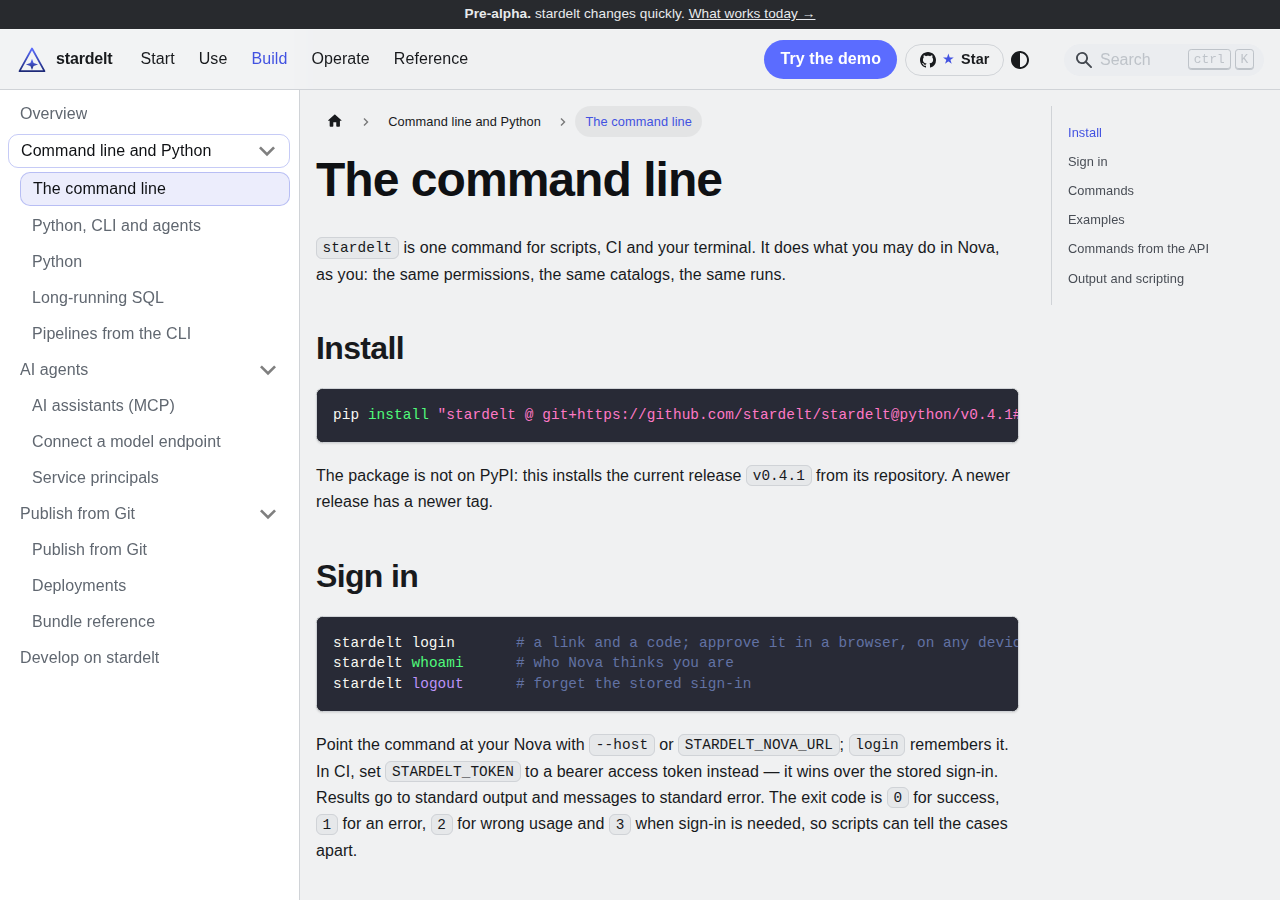 Pre-alpha. stardelt changes quickly. What works today →
stardelt Start Use Build Operate Reference Try the demo ★ Star Search ctrl K
Overview
Command line and Python
The command line
Python, CLI and agents
Python
Long-running SQL
Pipelines from the CLI
AI agents
AI assistants (MCP)
Connect a model endpoint
Service principals
Publish from Git
Publish from Git
Deployments
Bundle reference
Develop on stardelt
Command line and Python > The command line
The command line
stardelt is one command for scripts, CI and your terminal. It does what you may do in Nova,
as you: the same permissions, the same catalogs, the same runs.
Install
pip install "stardelt @ git+https://github.com/stardelt/stardelt@python/v0.4.1#
The package is not on PyPI: this installs the current release v0.4.1 from its repository. A newer
release has a newer tag.
Sign in
stardelt login # a link and a code; approve it in a browser, on any devic
stardelt whoami # who Nova thinks you are
stardelt logout # forget the stored sign-in
Point the command at your Nova with --host or STARDELT_NOVA_URL; login remembers it.
In CI, set STARDELT_TOKEN to a bearer access token instead — it wins over the stored sign-in.
Results go to standard output and messages to standard error. The exit code is 0 for success,
1 for an error, 2 for wrong usage and 3 when sign-in is needed, so scripts can tell the cases
apart.
Install
Sign in
Commands
Examples
Commands from the API
Output and scripting